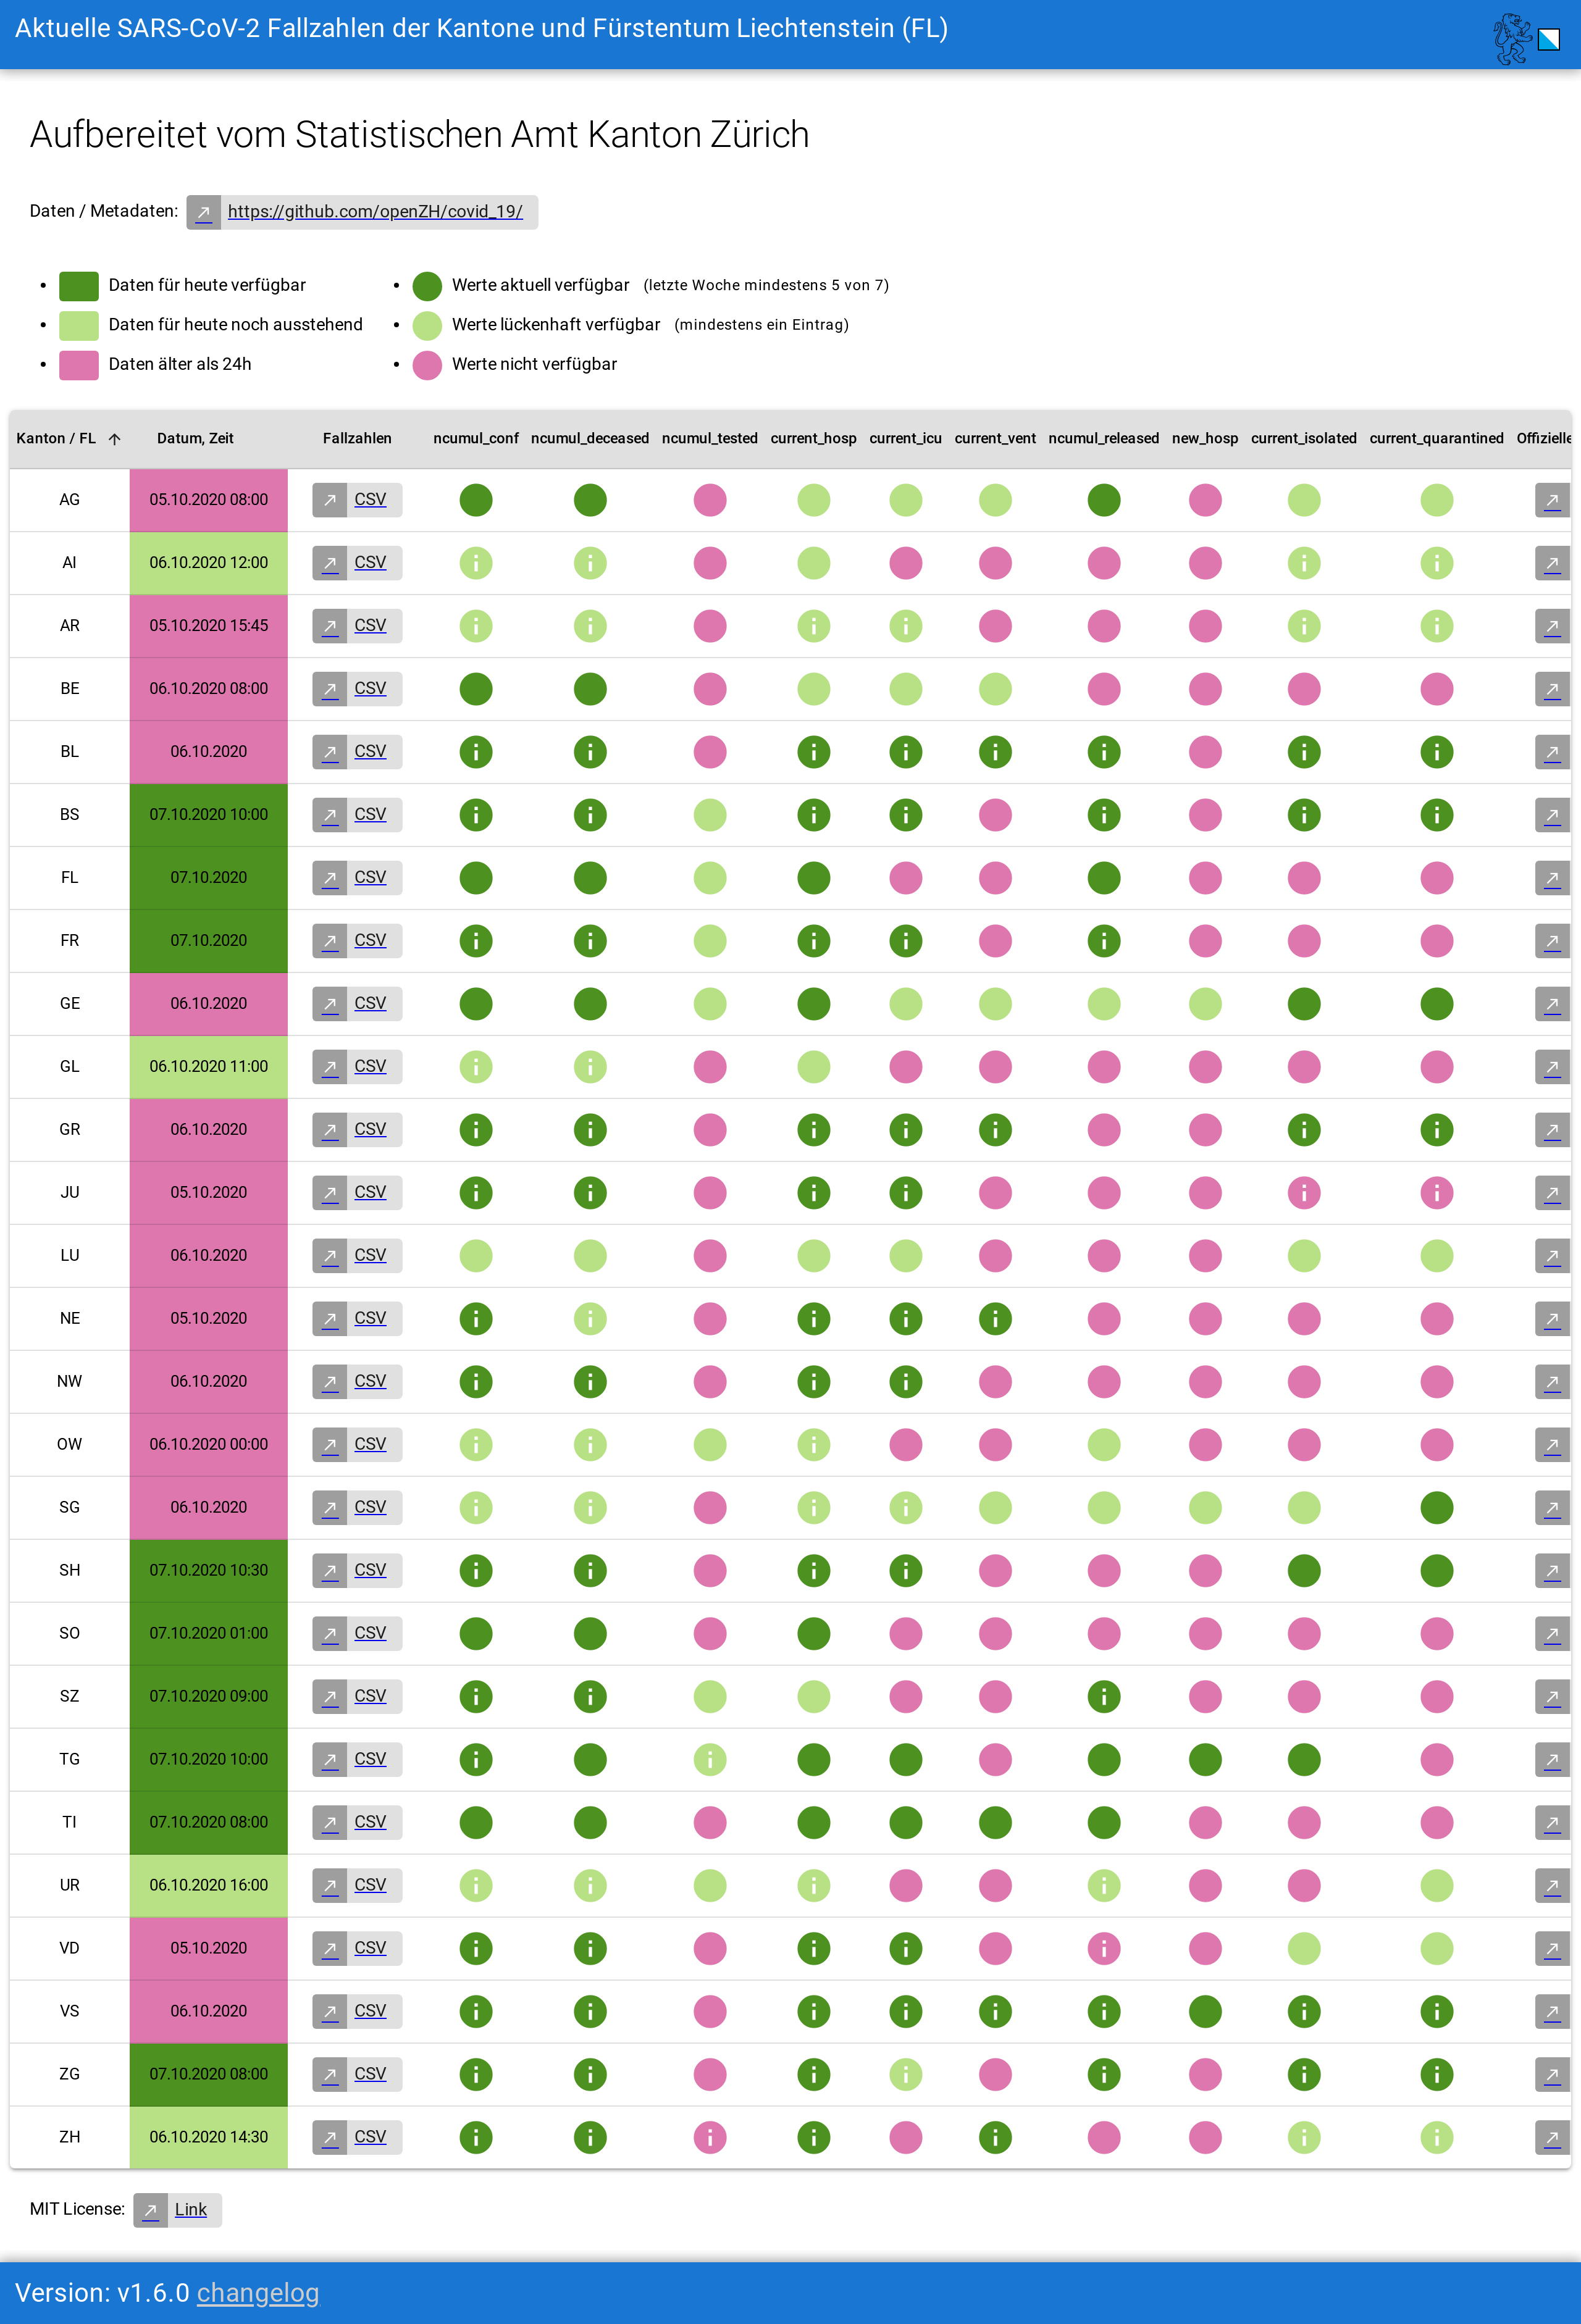 Aktuelle SARS-CoV-2 Fallzahlen der Kantone und Fürstentum Liechtenstein (FL)
Aufbereitet vom Statistischen Amt Kanton Zürich
Daten / Metadaten: https://github.com/openZH/covid_19/
Daten für heute verfügbar
Daten für heute noch ausstehend
Daten älter als 24h
Werte aktuell verfügbar (letzte Woche mindestens 5 von 7)
Werte lückenhaft verfügbar (mindestens ein Eintrag)
Werte nicht verfügbar
Kanton / FL Datum, Zeit Fallzahlen ncumul_conf ncumul_deceased ncumul_tested current_hosp current_icu current_vent ncumul_released new_hosp current_isolated current_quarantined Offizielle
AG 05.10.2020 08:00 CSV
AI 06.10.2020 12:00 CSV
AR 05.10.2020 15:45 CSV
BE 06.10.2020 08:00 CSV
BL 06.10.2020 CSV
BS 07.10.2020 10:00 CSV
FL 07.10.2020 CSV
FR 07.10.2020 CSV
GE 06.10.2020 CSV
GL 06.10.2020 11:00 CSV
GR 06.10.2020 CSV
JU 05.10.2020 CSV
LU 06.10.2020 CSV
NE 05.10.2020 CSV
NW 06.10.2020 CSV
OW 06.10.2020 00:00 CSV
SG 06.10.2020 CSV
SH 07.10.2020 10:30 CSV
SO 07.10.2020 01:00 CSV
SZ 07.10.2020 09:00 CSV
TG 07.10.2020 10:00 CSV
TI 07.10.2020 08:00 CSV
UR 06.10.2020 16:00 CSV
VD 05.10.2020 CSV
VS 06.10.2020 CSV
ZG 07.10.2020 08:00 CSV
ZH 06.10.2020 14:30 CSV
MIT License: Link
Version: v1.6.0 changelog